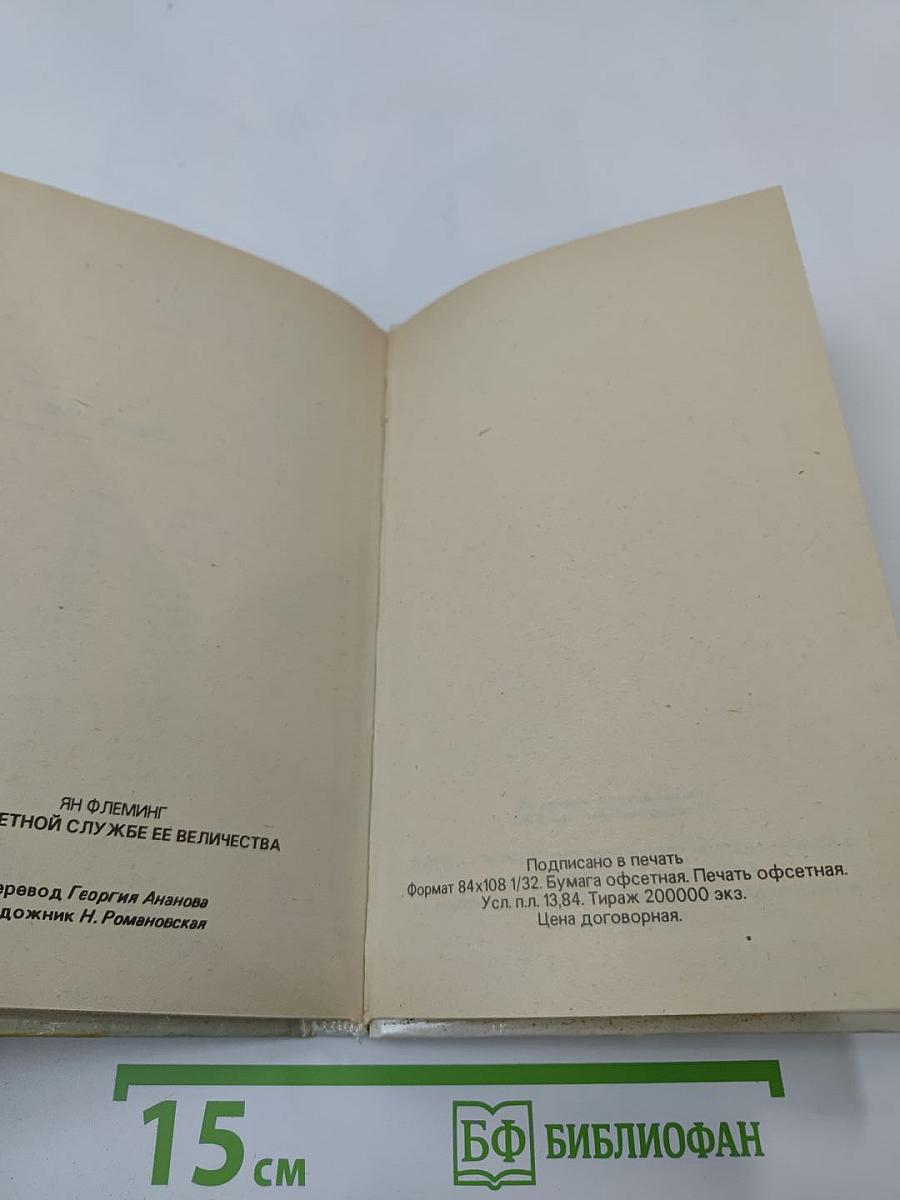 ЯН ФЛЕМИНГ
ЕТНОЙ СЛУЖБЕ ЕЕ ВЕЛИЧЕСТВА
еревод Георгия Ананова
дожник Н. Романовская
Подписано в печать
Формат 84х108 1/32. Бумага офсетная. Печать офсетная.
Усл. п.л. 13,84. Тираж 200000 экз.
Цена договорная.
15 см
БФ БИБЛИОФАН